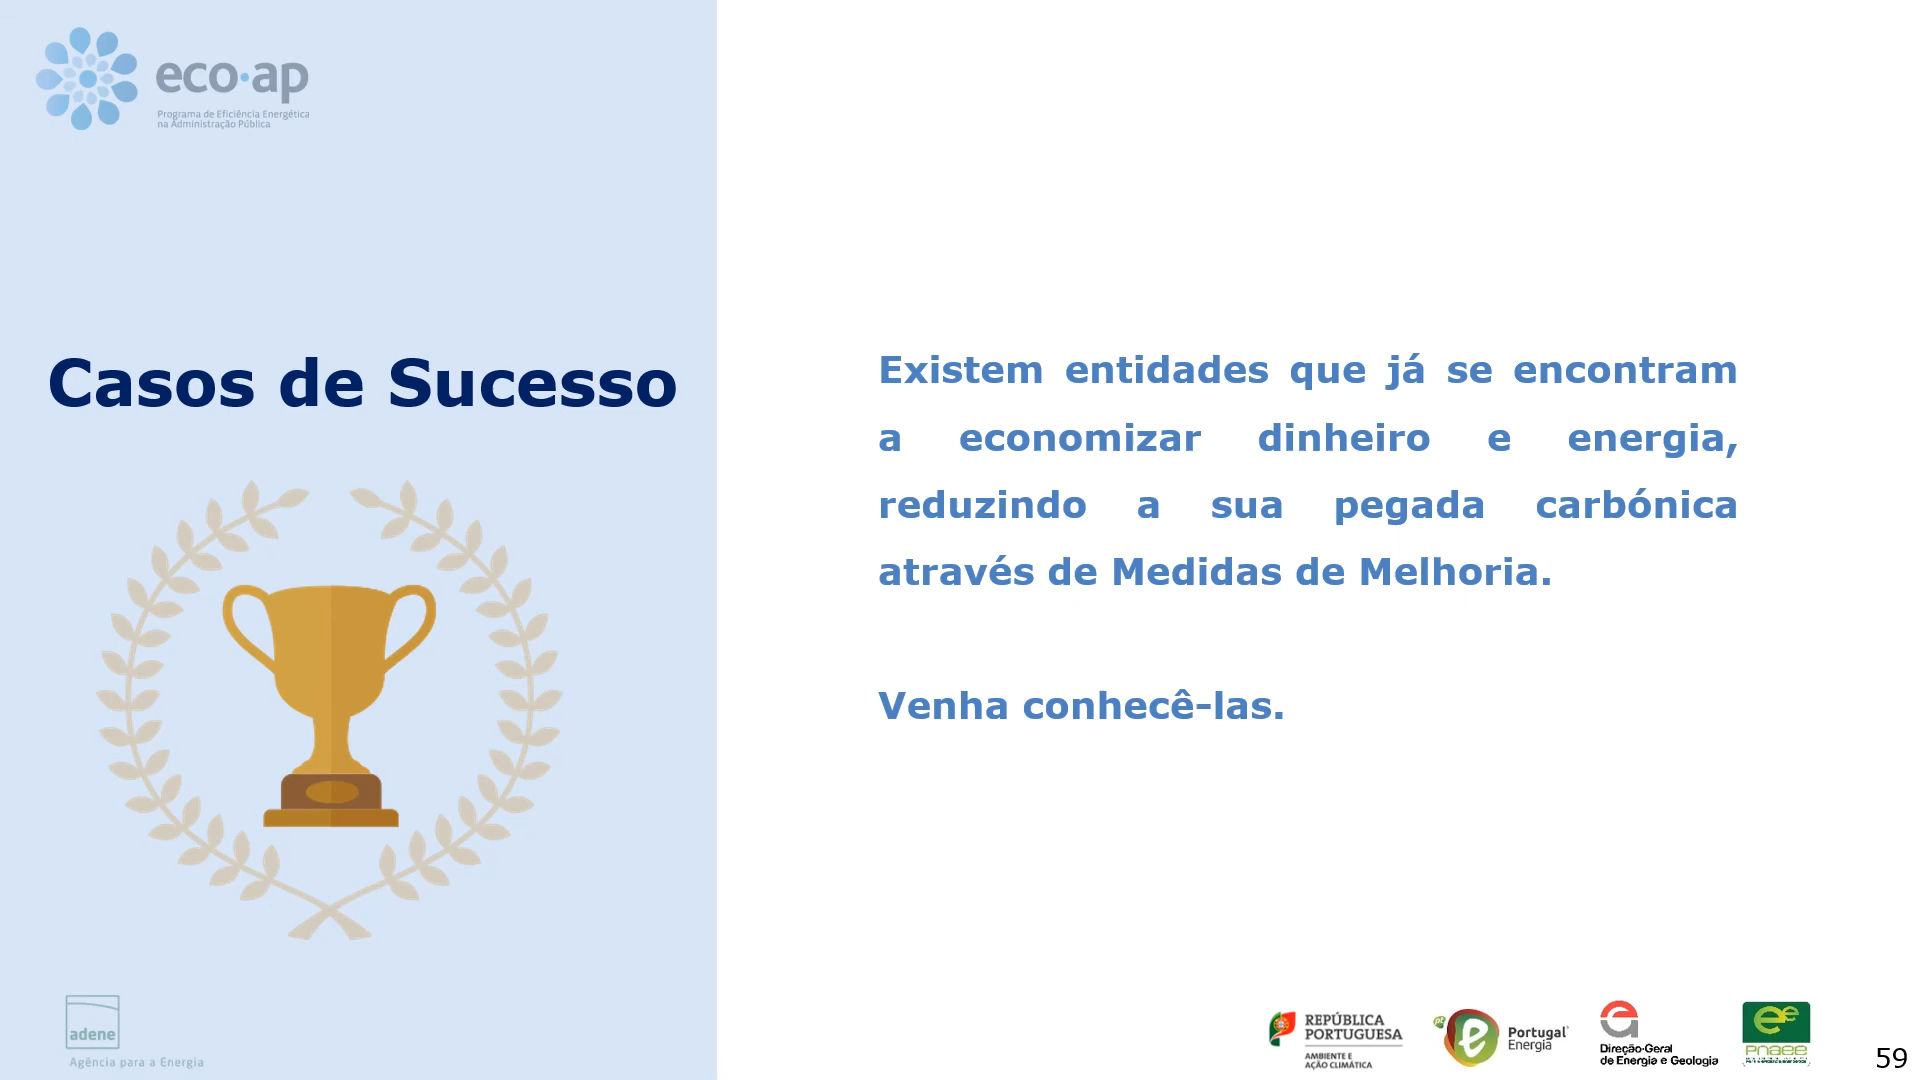 eco·ap
Programa de Eficiência Energética
na Administração Pública
Casos de Sucesso
Existem entidades que já se encontram
a economizar dinheiro e energia,
reduzindo a sua pegada carbónica
através de Medidas de Melhoria.
Venha conhecê-las.
adene
Agência para a Energia
REPÚBLICA
PORTUGUESA
AMBIENTE E
AÇÃO CLIMÁTICA
pt
e
Portugal
Energia
Direção-Geral
de Energia e Geologia
ee
pnaee
59